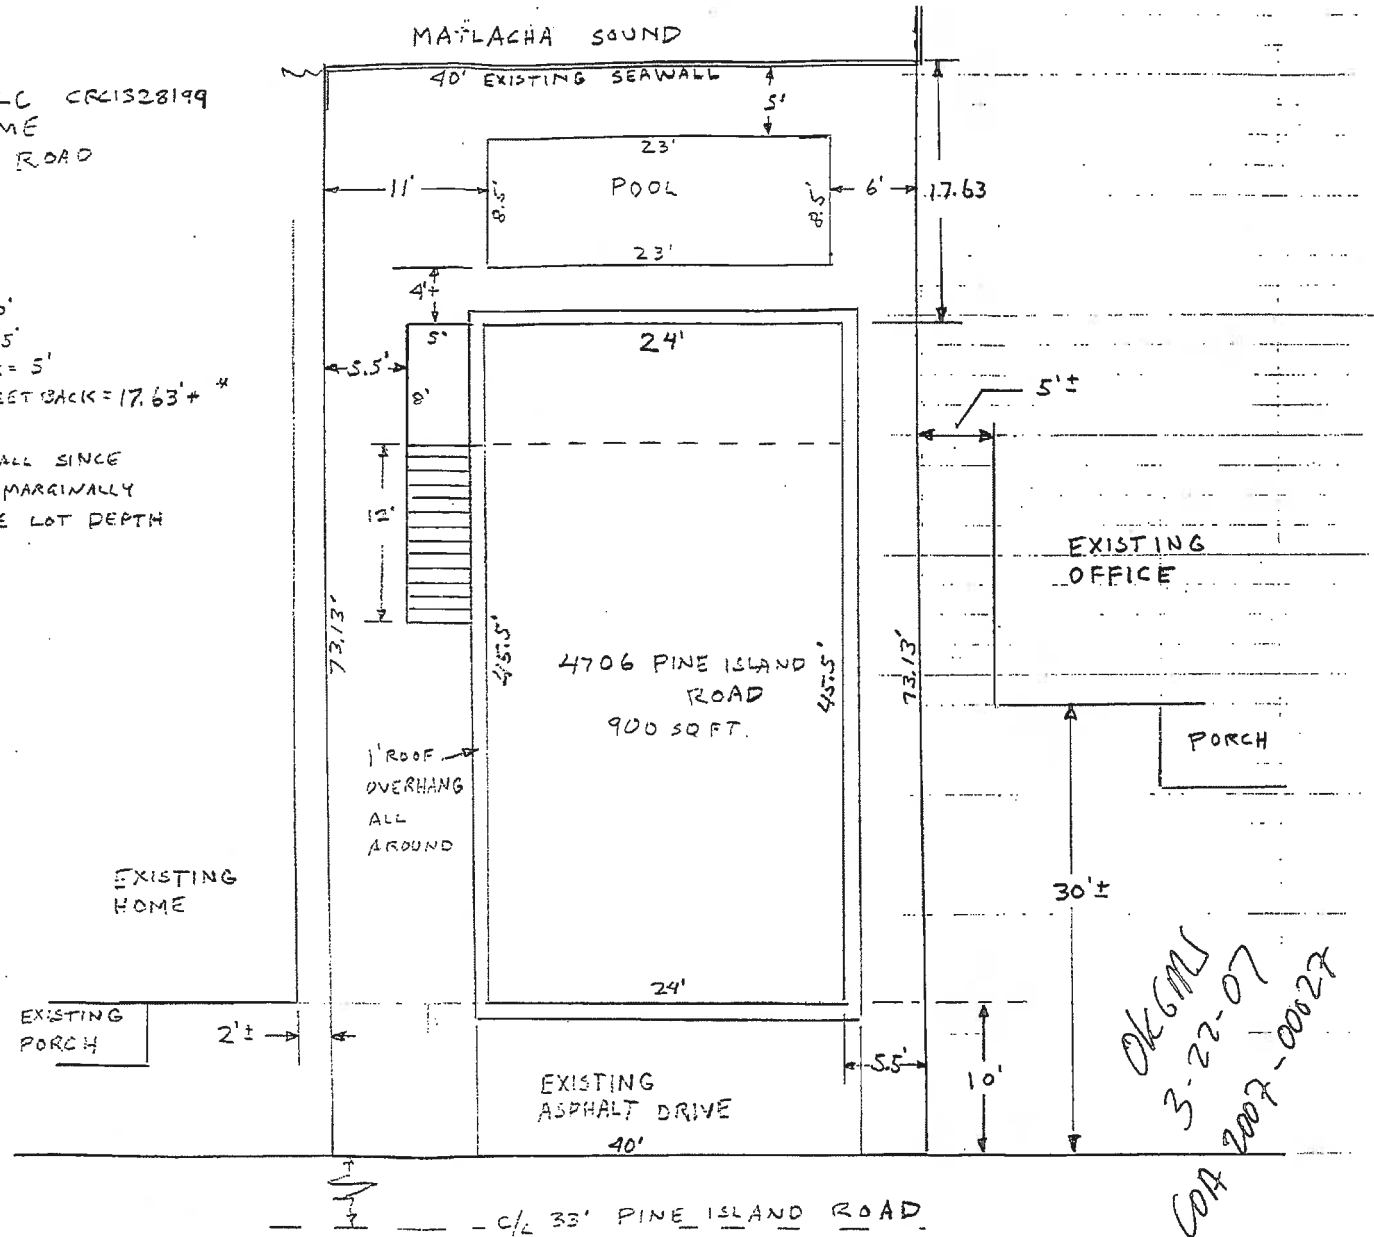 MATLACHA SOUND
40' EXISTING SEAWALL
LC CRC1328199
ME
ROAD
5'
23'
POOL
8.5'
8.5'
23'
11'
6'
17.63
4'+
5'
= 5'
SET BACK = 17.63'+ *
ALL SINCE
MARGINALLY
E LOT DEPTH
5.5'
5'
8'
24'
5'±
12'
EXISTING
OFFICE
73.13'
45.5'
4706 PINE ISLAND
ROAD
900 SQ FT.
45.5'
73.13'
PORCH
1' ROOF
OVERHANG
ALL
AROUND
EXISTING
HOME
30'±
24'
EXISTING
PORCH
2'±
5.5'
10'
EXISTING
ASPHALT DRIVE
40'
C/L 33' PINE ISLAND ROAD
3-22-07
COA 2007-00027